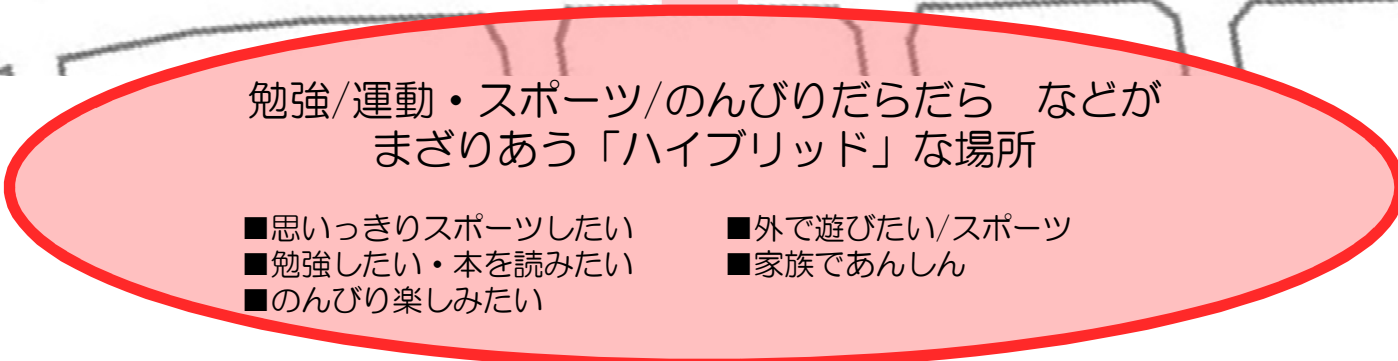 勉強/運動・スポーツ/のんびりだらだら　などが
まざりあう「ハイブリッド」な場所
■思いっきりスポーツしたい
■勉強したい・本を読みたい
■のんびり楽しみたい
■外で遊びたい/スポーツ
■家族であんしん